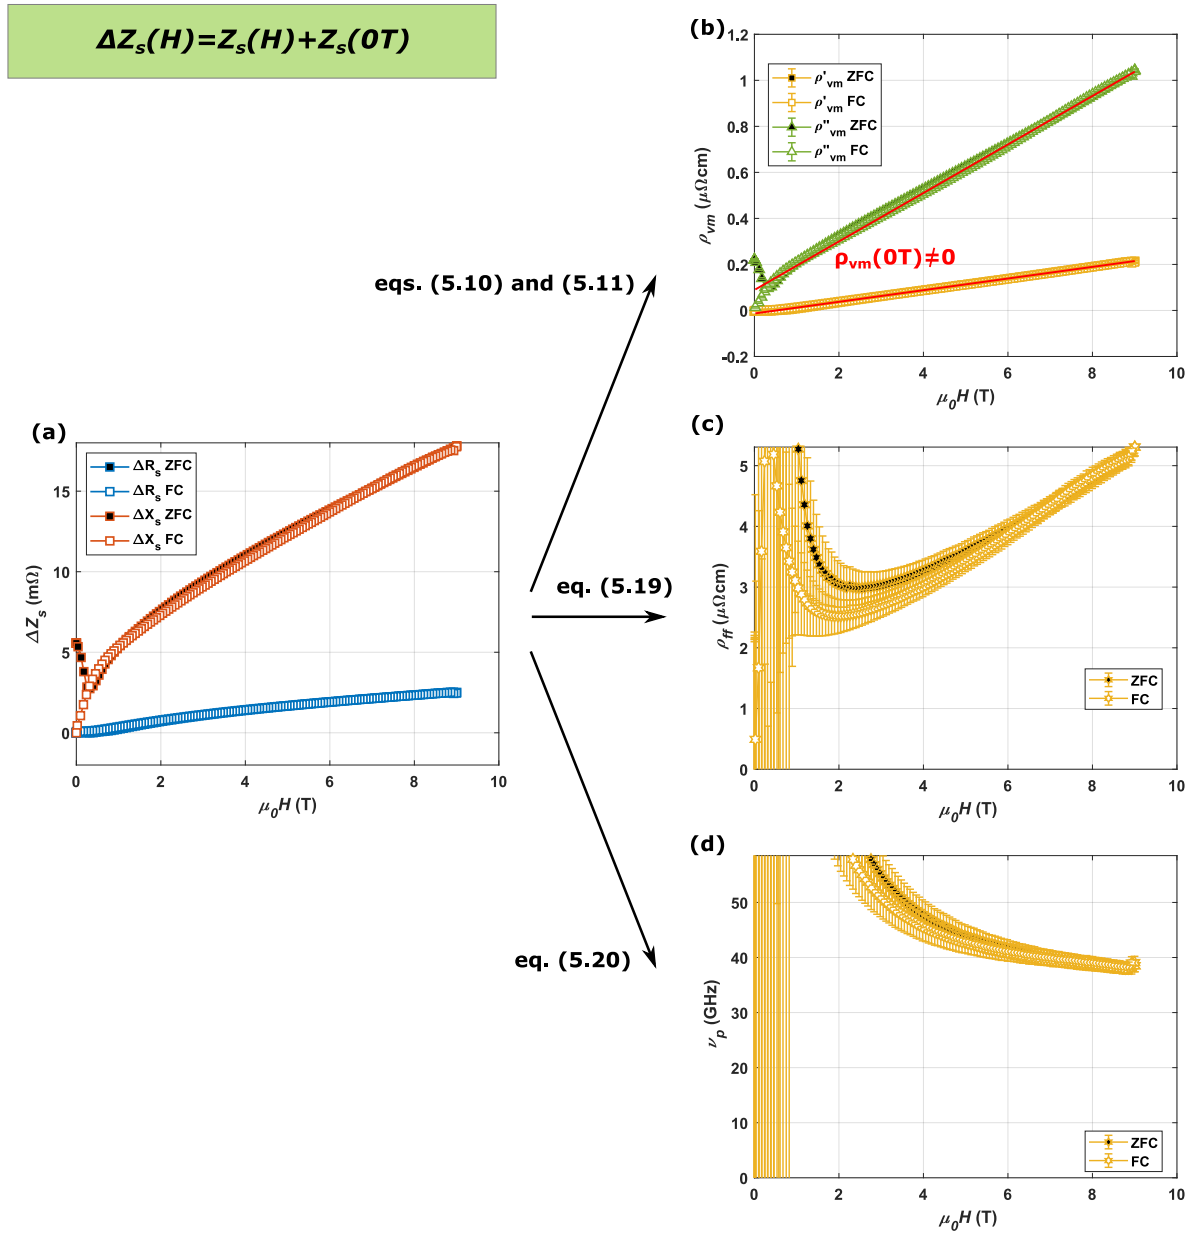 ΔZs(H)=Zs(H)+Zs(0T)
(b)
1.2
1
0.8
0.6
0.4
0.2
0
-0.2
ρvm (μΩcm)
ρ'vm ZFC
ρ'vm FC
ρ''vm ZFC
ρ''vm FC
ρvm(0T)≠0
0 2 4 6 8 10
μ0H (T)
eqs. (5.10) and (5.11)
(a)
15
10
5
0
ΔZs (mΩ)
ΔRs ZFC
ΔRs FC
ΔXs ZFC
ΔXs FC
0 2 4 6 8 10
μ0H (T)
eq. (5.19)
(c)
5
4
3
2
1
0
ρff (μΩcm)
ZFC
FC
0 2 4 6 8 10
μ0H (T)
eq. (5.20)
(d)
50
40
30
20
10
0
νp (GHz)
ZFC
FC
0 2 4 6 8 10
μ0H (T)